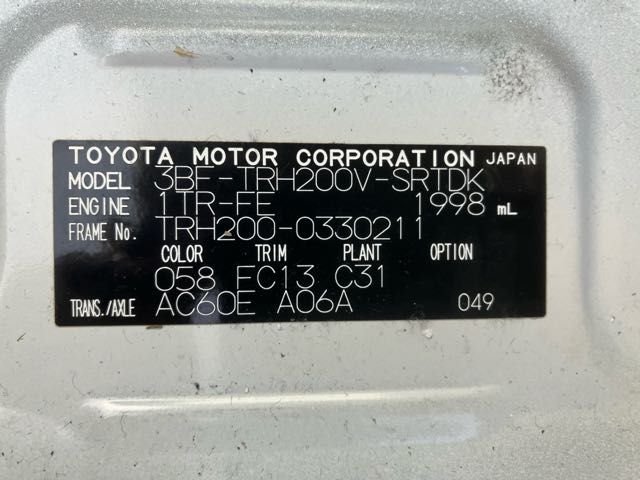 TOYOTA MOTOR CORPORATION JAPAN
MODEL 3BF-TRH200V-SRTDK
ENGINE 1TR-FE 1998 mL
FRAME No. TRH200-0330211
COLOR TRIM PLANT OPTION
058 FC13 C31
TRANS./AXLE AC60E A06A 049